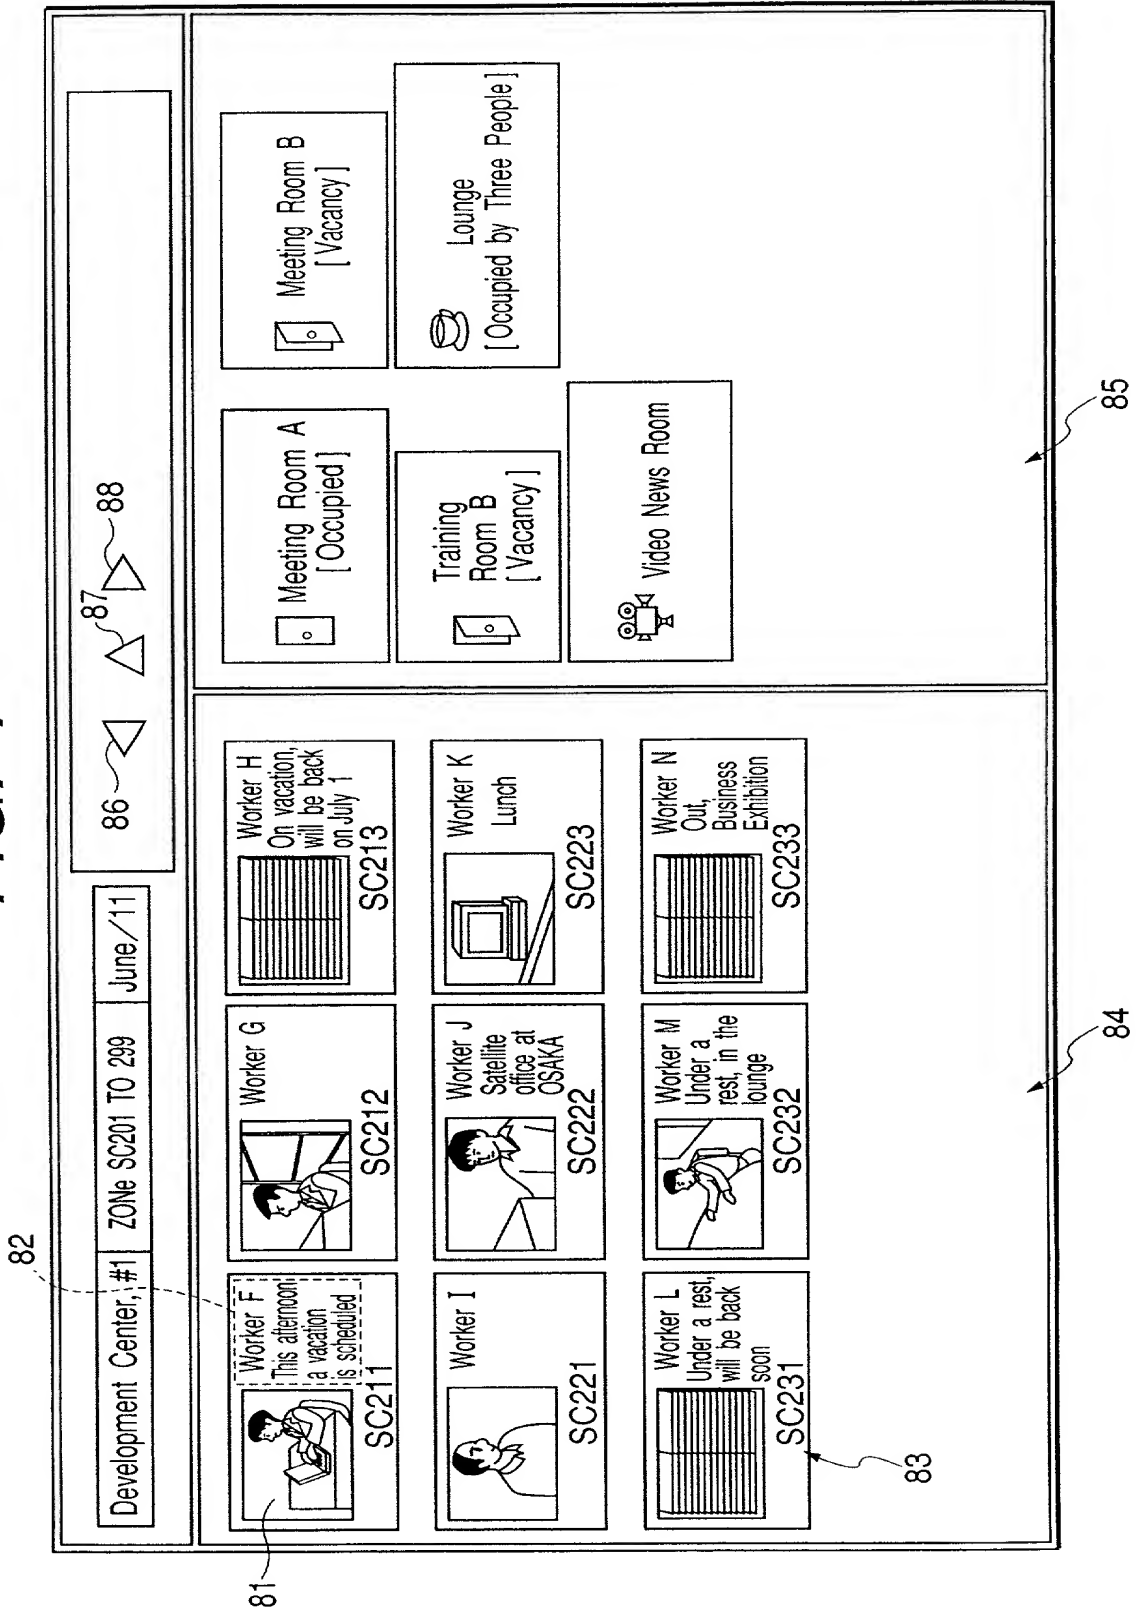 82
86
87
88
Development Center, #1 ZONe SC201 TO 299 June/11
81
Worker F
This afternoon
a vacation
is scheduled
SC211
Worker G
SC212
Worker H
On vacation,
will be back
on July 1
SC213
Worker I
SC221
Worker J
Satellite
office at
OSAKA
SC222
Worker K
Lunch
SC223
Worker L
Under a rest,
will be back
soon
SC231
Worker M
Under a
rest, in the
lounge
SC232
Worker N
Out,
Business
Exhibition
SC233
Meeting Room A
[ Occupied ]
Meeting Room B
[ Vacancy ]
Training
Room B
[ Vacancy ]
Lounge
[ Occupied by Three People ]
Video News Room
83
84
85